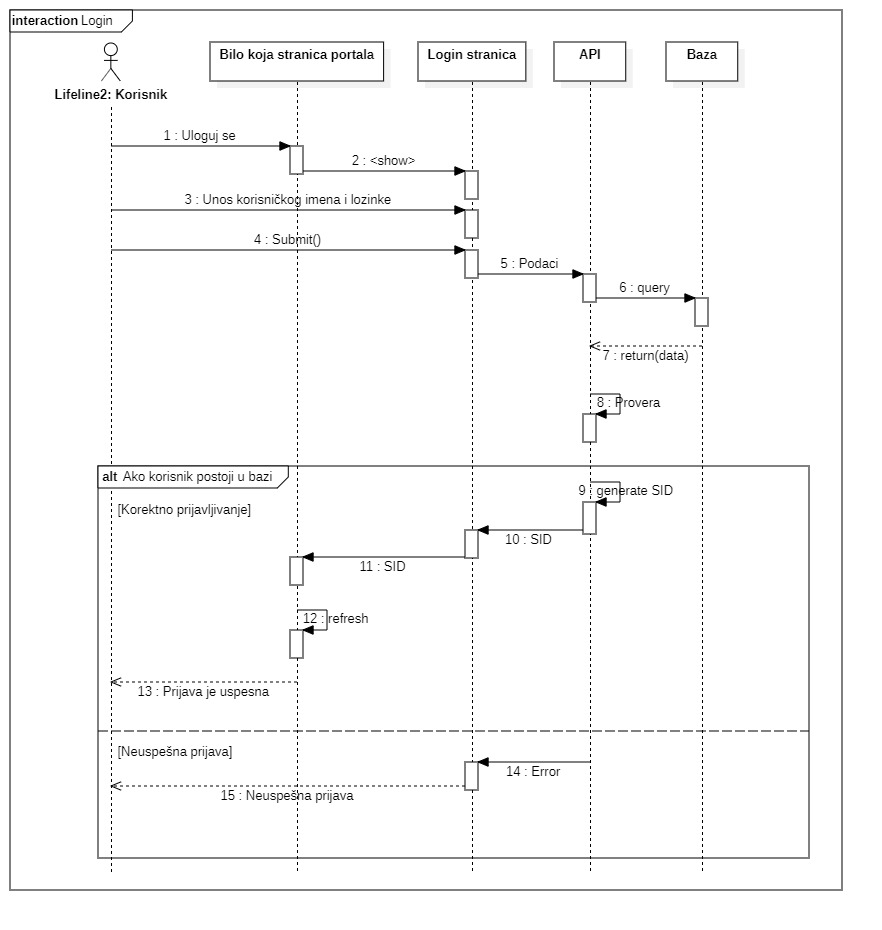 interaction Login
Bilo koja stranica portala
Login stranica
API
Baza
Lifeline2: Korisnik
1 : Uloguj se
2 : <show>
3 : Unos korisničkog imena i lozinke
4 : Submit()
5 : Podaci
6 : query
7 : return(data)
8 : Provera
alt Ako korisnik postoji u bazi
9 : generate SID
[Korektno prijavljivanje]
10 : SID
11 : SID
12 : refresh
13 : Prijava je uspesna
[Neuspešna prijava]
14 : Error
15 : Neuspešna prijava